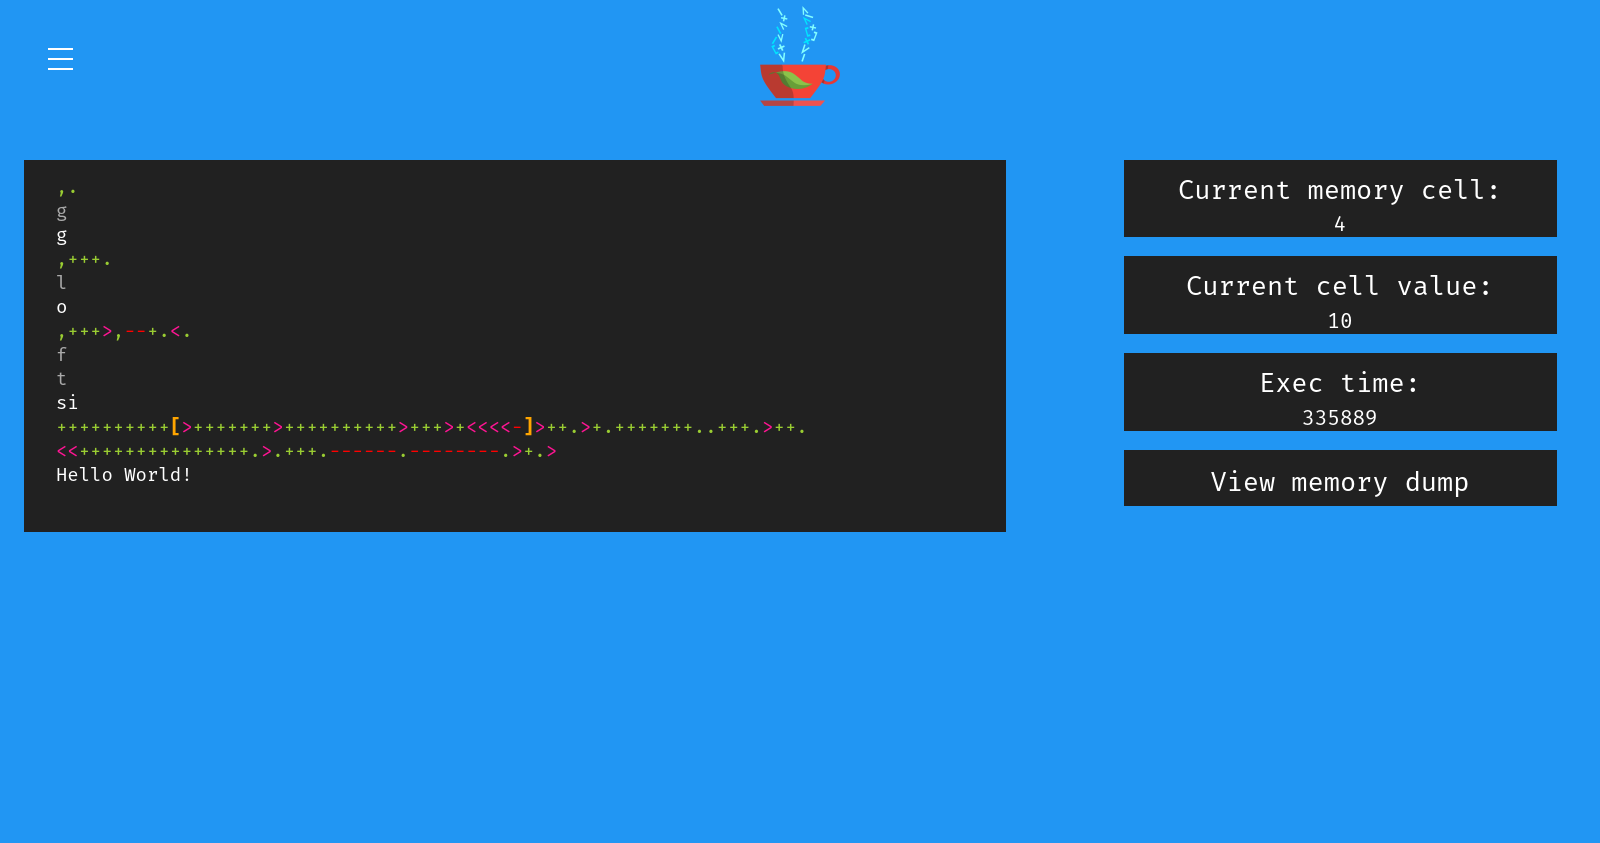 ,.
g
g
,+++.
l
o
,+++>,--+.<.
f
t
si
++++++++++[>+++++++>++++++++++>+++>+<<<<-]>++.>+.+++++++..+++.>++.
<<+++++++++++++++.>.+++.------.--------.>+.>
Hello World!
Current memory cell:
4
Current cell value:
10
Exec time:
335889
View memory dump